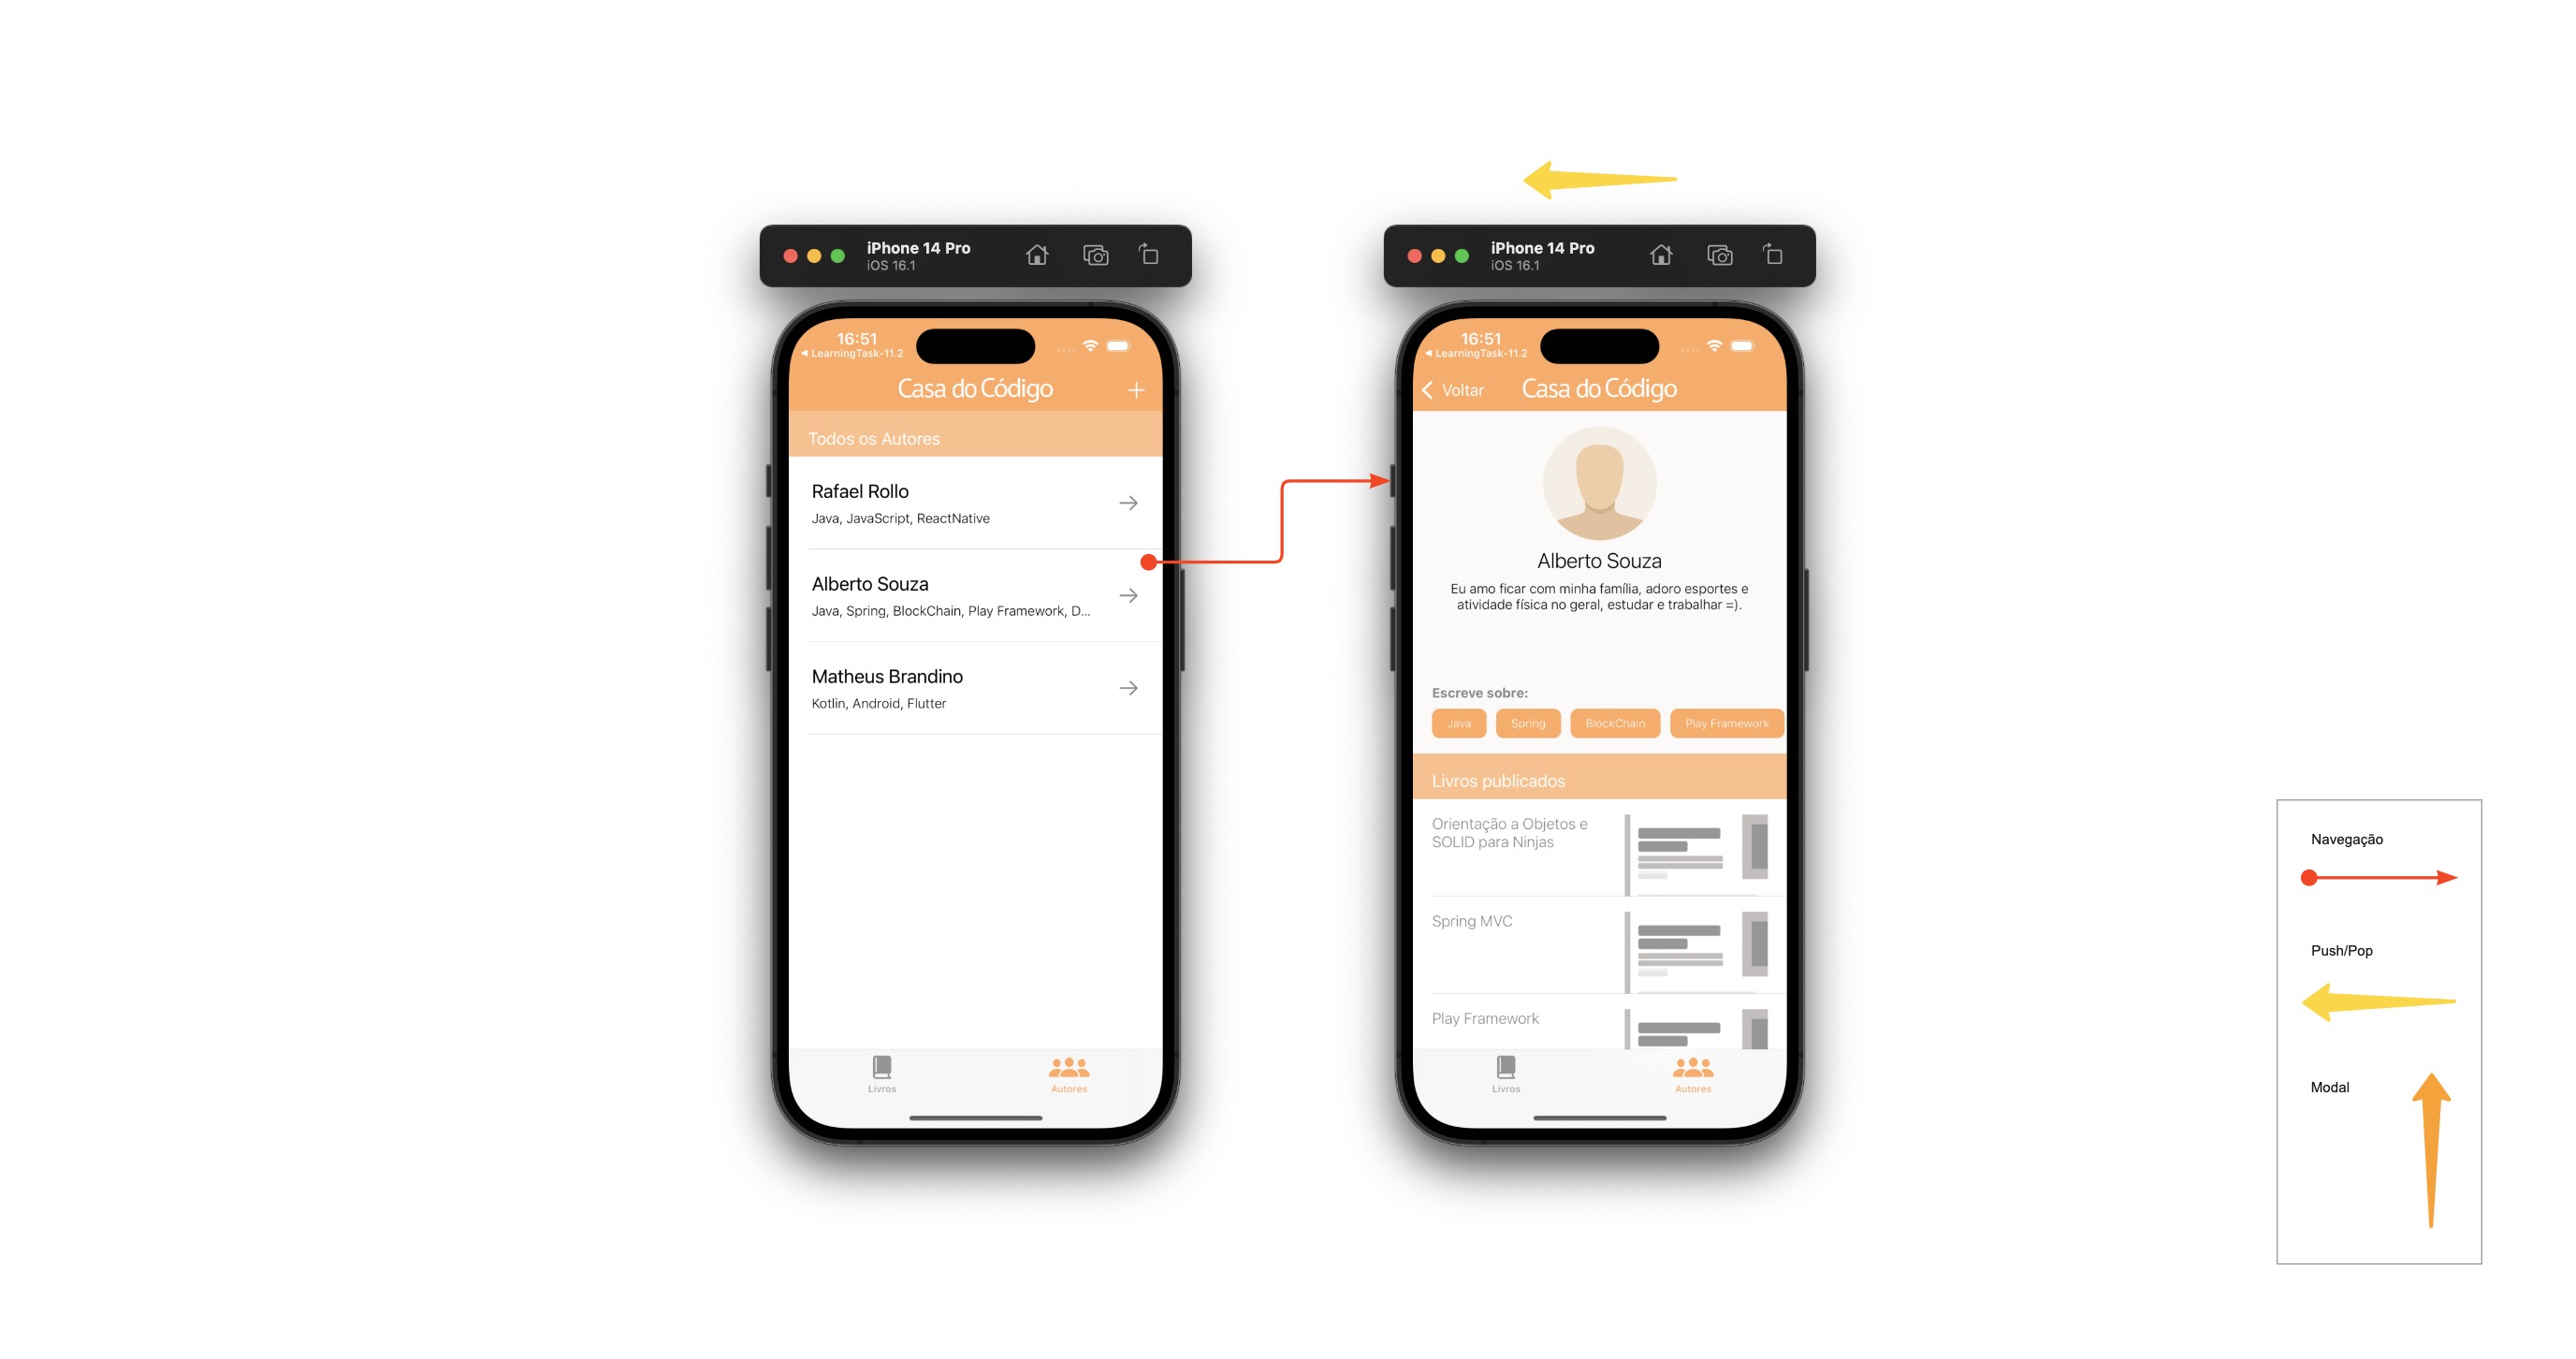 iPhone 14 Pro
iOS 16.1
16:51
◀ LearningTask-11.2
Casa do Código
+
Todos os Autores
Rafael Rollo
Java, JavaScript, ReactNative
Alberto Souza
Java, Spring, BlockChain, Play Framework, D...
Matheus Brandino
Kotlin, Android, Flutter
Livros
Autores
iPhone 14 Pro
iOS 16.1
16:51
◀ LearningTask-11.2
Voltar
Casa do Código
Alberto Souza
Eu amo ficar com minha família, adoro esportes e
atividade física no geral, estudar e trabalhar =).
Escreve sobre:
Java Spring BlockChain Play Framework
Livros publicados
Orientação a Objetos e
SOLID para Ninjas
Spring MVC
Play Framework
Livros
Autores
Navegação
Push/Pop
Modal